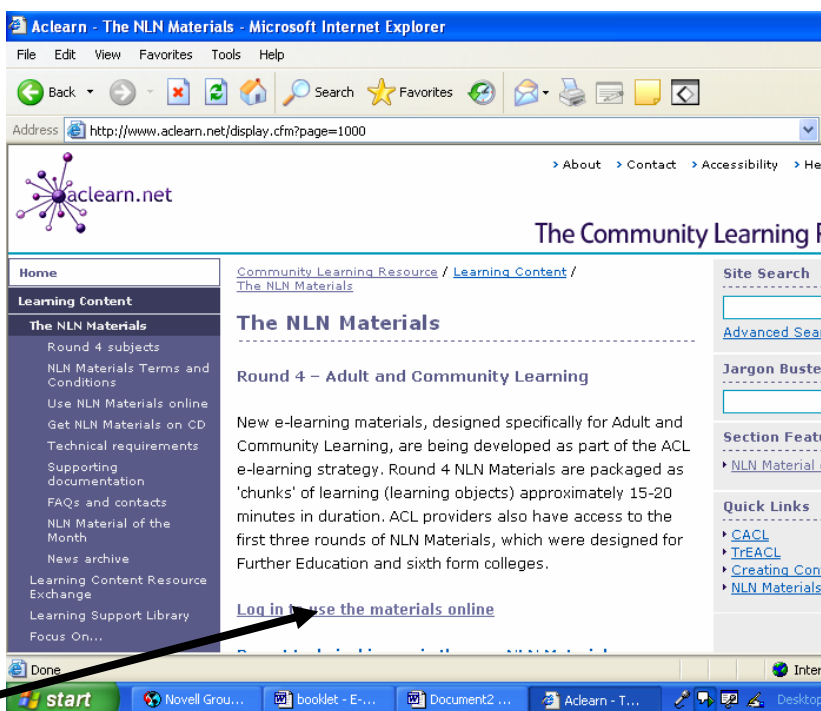 Aclearn - The NLN Materials - Microsoft Internet Explorer
File Edit View Favorites Tools Help
Back Search Favorites
Address http://www.aclearn.net/display.cfm?page=1000
aclearn.net
About Contact Accessibility
The Community Learning
Home
Learning Content
The NLN Materials
Round 4 subjects
NLN Materials Terms and
Conditions
Use NLN Materials online
Get NLN Materials on CD
Technical requirements
Supporting
documentation
FAQs and contacts
NLN Material of the
Month
News archive
Learning Content Resource
Exchange
Learning Support Library
Focus On...
Community Learning Resource / Learning Content /
The NLN Materials
The NLN Materials
Round 4 – Adult and Community Learning
New e-learning materials, designed specifically for Adult and
Community Learning, are being developed as part of the ACL
e-learning strategy. Round 4 NLN Materials are packaged as
'chunks' of learning (learning objects) approximately 15-20
minutes in duration. ACL providers also have access to the
first three rounds of NLN Materials, which were designed for
Further Education and sixth form colleges.
Log in to use the materials online
Site Search
Advanced
Jargon
Section
NLN Material
Quick Links
CACL
TrEACL
Creating
NLN Materials
Done
start Novell Grou... booklet - E-... Document2 ... Aclearn - T... Desktop